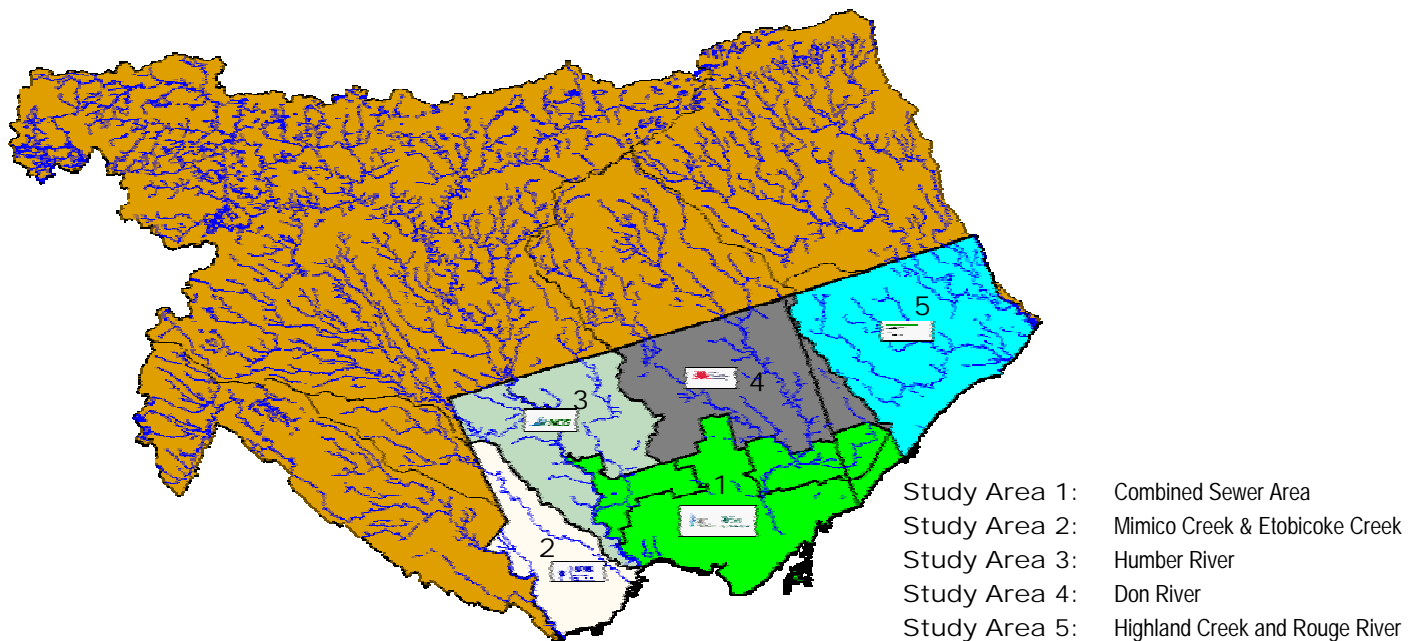 5
4
3
1
2
Study Area 1: Combined Sewer Area
Study Area 2: Mimico Creek & Etobicoke Creek
Study Area 3: Humber River
Study Area 4: Don River
Study Area 5: Highland Creek and Rouge River